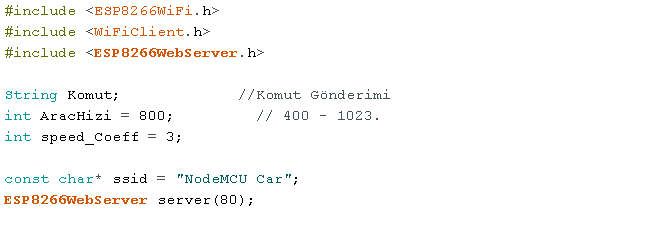 #include <ESP8266WiFi.h>
#include <WiFiClient.h>
#include <ESP8266WebServer.h>
String Komut; //Komut Gönderimi
int AracHizi = 800; // 400 - 1023.
int speed_Coeff = 3;
const char* ssid = "NodeMCU Car";
ESP8266WebServer server(80);